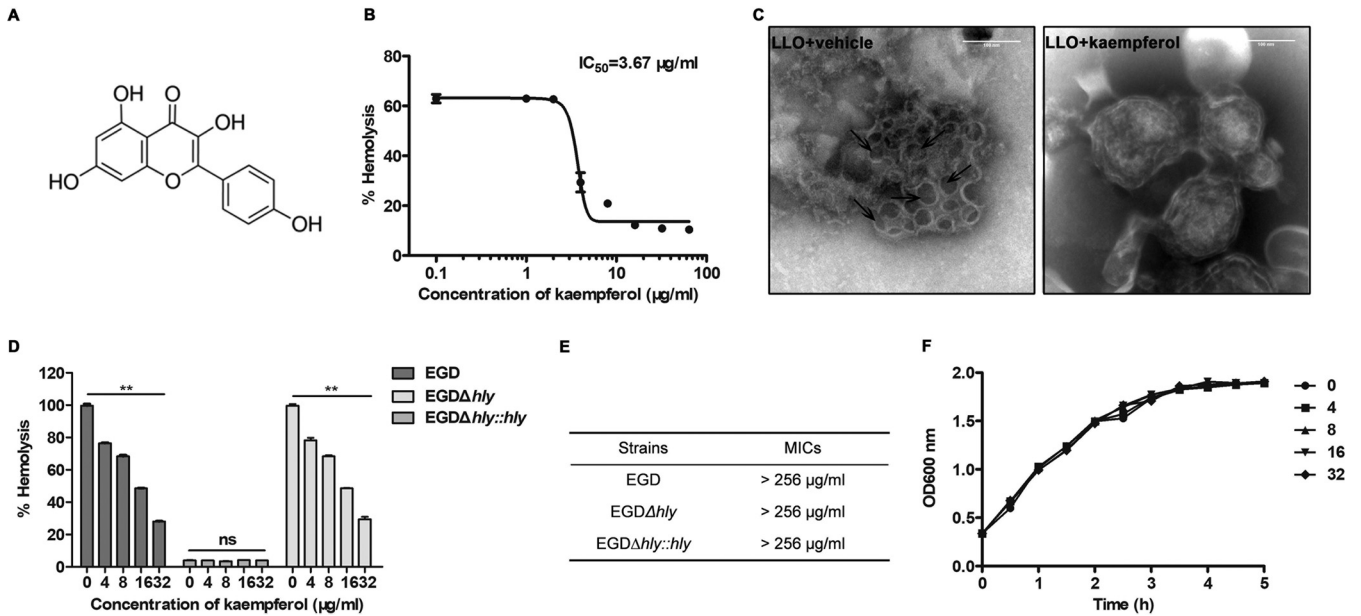 A
OH
O
OH
HO
O
OH
B
IC50=3.67 µg/ml
% Hemolysis
80
60
40
20
0
0.1
1
10
100
Concentration of kaempferol (µg/ml)
C
LLO+vehicle
100 nm
LLO+kaempferol
100 nm
D
% Hemolysis
120
100
80
60
40
20
0
**
ns
**
EGD
EGDΔhly
EGDΔhly::hly
0 4 8 1632
0 4 8 1632
0 4 8 1632
Concentration of kaempferol (µg/ml)
E
Strains MICs
EGD > 256 µg/ml
EGDΔhly > 256 µg/ml
EGDΔhly::hly > 256 µg/ml
F
OD600 nm
2.0
1.5
1.0
0.5
0.0
0 1 2 3 4 5
Time (h)
0
4
8
16
32